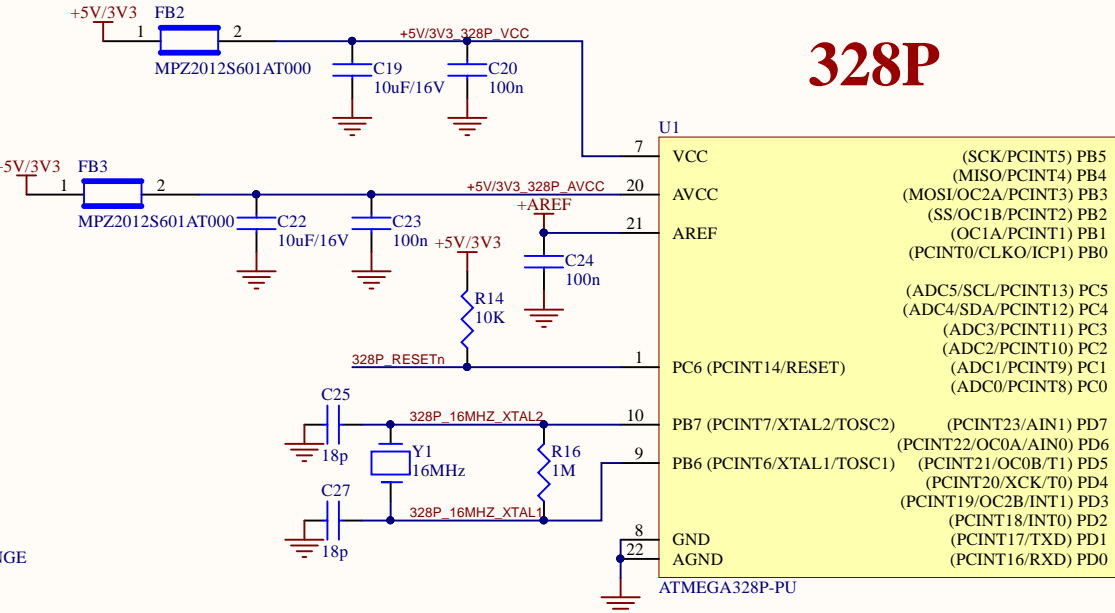 +5V/3V3
FB2
1
2
MPZ2012S601AT000
+5V/3V3_328P_VCC
C19
10uF/16V
C20
100n
328P
U1
+5V/3V3
FB3
1
2
MPZ2012S601AT000
+5V/3V3_328P_AVCC
C22
10uF/16V
C23
100n
+AREF
C24
100n
+5V/3V3
R14
10K
328P_RESETn
C25
18p
328P_16MHZ_XTAL2
Y1
16MHz
R16
1M
C27
18p
328P_16MHZ_XTAL1
NGE
7
VCC
20
AVCC
21
AREF
1
PC6 (PCINT14/RESET)
10
PB7 (PCINT7/XTAL2/TOSC2)
9
PB6 (PCINT6/XTAL1/TOSC1)
8
GND
22
AGND
(SCK/PCINT5) PB5
(MISO/PCINT4) PB4
(MOSI/OC2A/PCINT3) PB3
(SS/OC1B/PCINT2) PB2
(OC1A/PCINT1) PB1
(PCINT0/CLKO/ICP1) PB0
(ADC5/SCL/PCINT13) PC5
(ADC4/SDA/PCINT12) PC4
(ADC3/PCINT11) PC3
(ADC2/PCINT10) PC2
(ADC1/PCINT9) PC1
(ADC0/PCINT8) PC0
(PCINT23/AIN1) PD7
(PCINT22/OC0A/AIN0) PD6
(PCINT21/OC0B/T1) PD5
(PCINT20/XCK/T0) PD4
(PCINT19/OC2B/INT1) PD3
(PCINT18/INT0) PD2
(PCINT17/TXD) PD1
(PCINT16/RXD) PD0
ATMEGA328P-PU